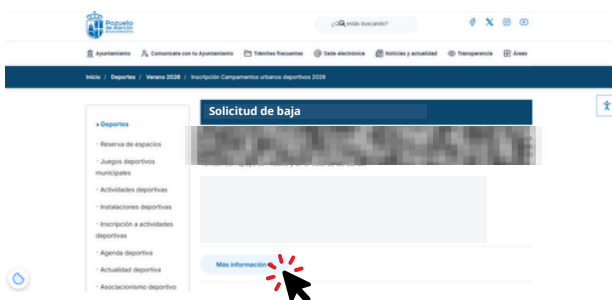 Pozuelo
de Alarcón
¿Qué estás buscando?
Ayuntamiento
Comunícate con tu Ayuntamiento
Trámites frecuentes
Sede electrónica
Noticias y actualidad
Transparencia
Áreas
Inicio / Deportes / Verano 2026 / Inscripción Campamentos urbanos deportivos 2026
Solicitud de baja
Deportes
Reserva de espacios
Juegos deportivos
municipales
Actividades deportivas
Instalaciones deportivas
Inscripción a actividades
deportivas
Agenda deportiva
Actualidad deportiva
Asociacionismo deportivo
Más información